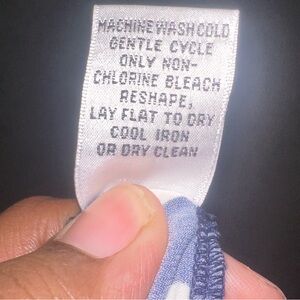 MACHINE WASH COLD
GENTLE CYCLE
ONLY NON-
CHLORINE BLEACH
RESHAPE,
LAY FLAT TO DRY
COOL IRON
OR DRY CLEAN